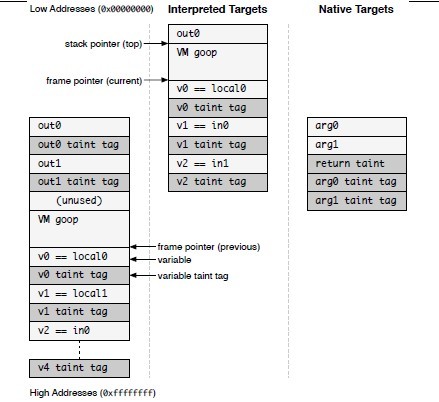 Low Addresses (0x00000000)
Interpreted Targets
Native Targets
out0
stack pointer (top)
VM goop
frame pointer (current)
v0 == local0
v0 taint tag
v1 == in0
v1 taint tag
v2 == in1
v2 taint tag
arg0
arg1
return taint
arg0 taint tag
arg1 taint tag
out0
out0 taint tag
out1
out1 taint tag
(unused)
VM goop
frame pointer (previous)
v0 == local0
variable
v0 taint tag
variable taint tag
v1 == local1
v1 taint tag
v2 == in0
v4 taint tag
High Addresses (0xffffffff)